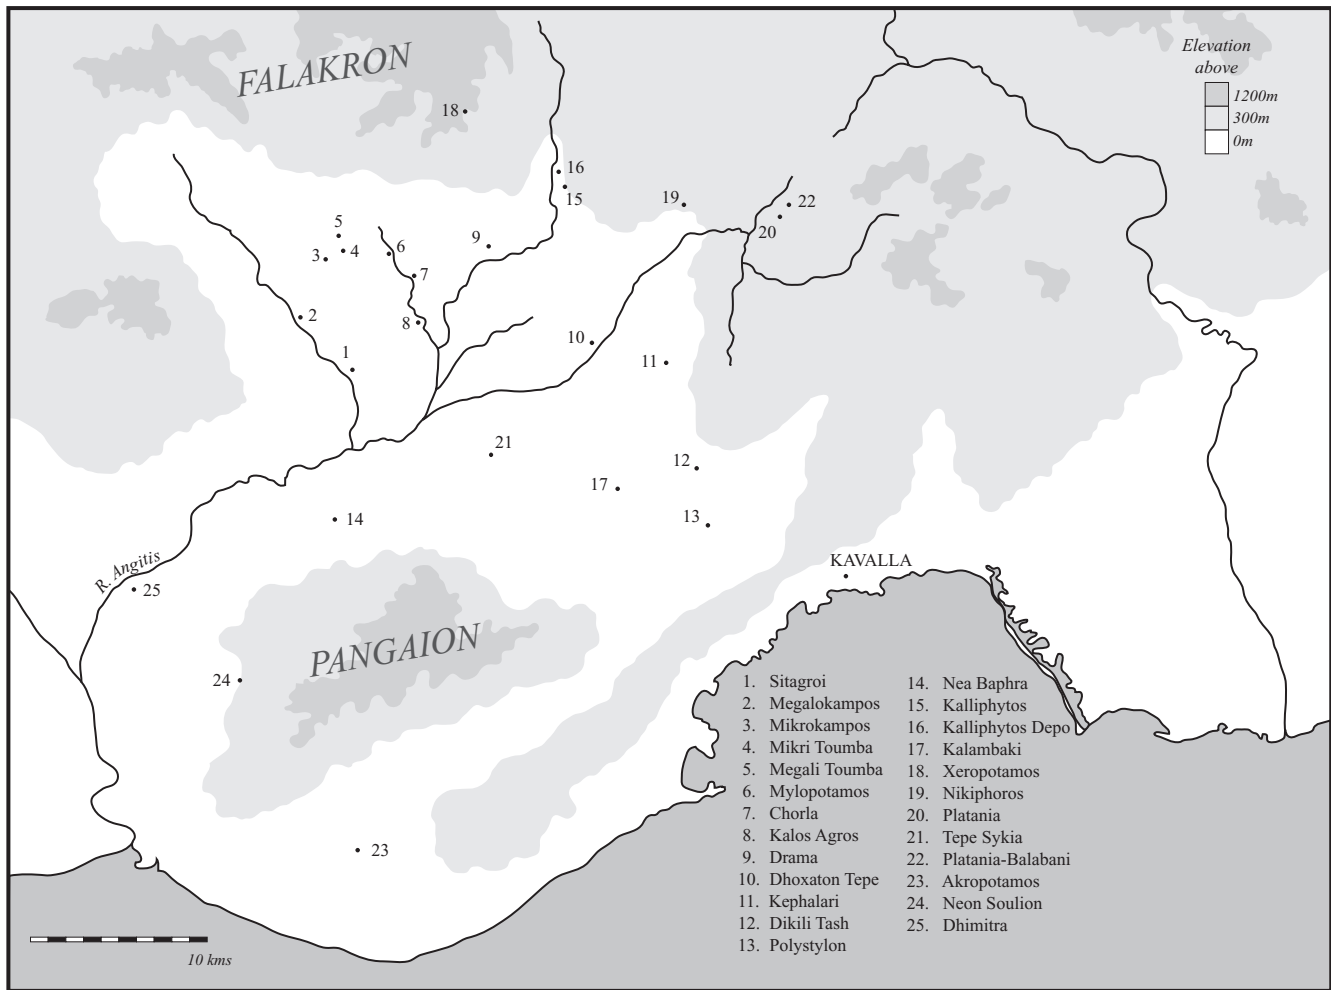 FALAKRON
Elevation
above
1200m
300m
0m
18
16
15
19
22
20
5
4
3
6
9
7
2
8
10
1
11
21
12
17
13
14
R. Angitis
25
KAVALLA
PANGAION
24
23
1. Sitagroi
2. Megalokampos
3. Mikrokampos
4. Mikri Toumba
5. Megali Toumba
6. Mylopotamos
7. Chorla
8. Kalos Agros
9. Drama
10. Dhoxaton Tepe
11. Kephalari
12. Dikili Tash
13. Polystylon
14. Nea Baphra
15. Kalliphytos
16. Kalliphytos Depo
17. Kalambaki
18. Xeropotamos
19. Nikiphoros
20. Platania
21. Tepe Sykia
22. Platania-Balabani
23. Akropotamos
24. Neon Soulion
25. Dhimitra
10 kms